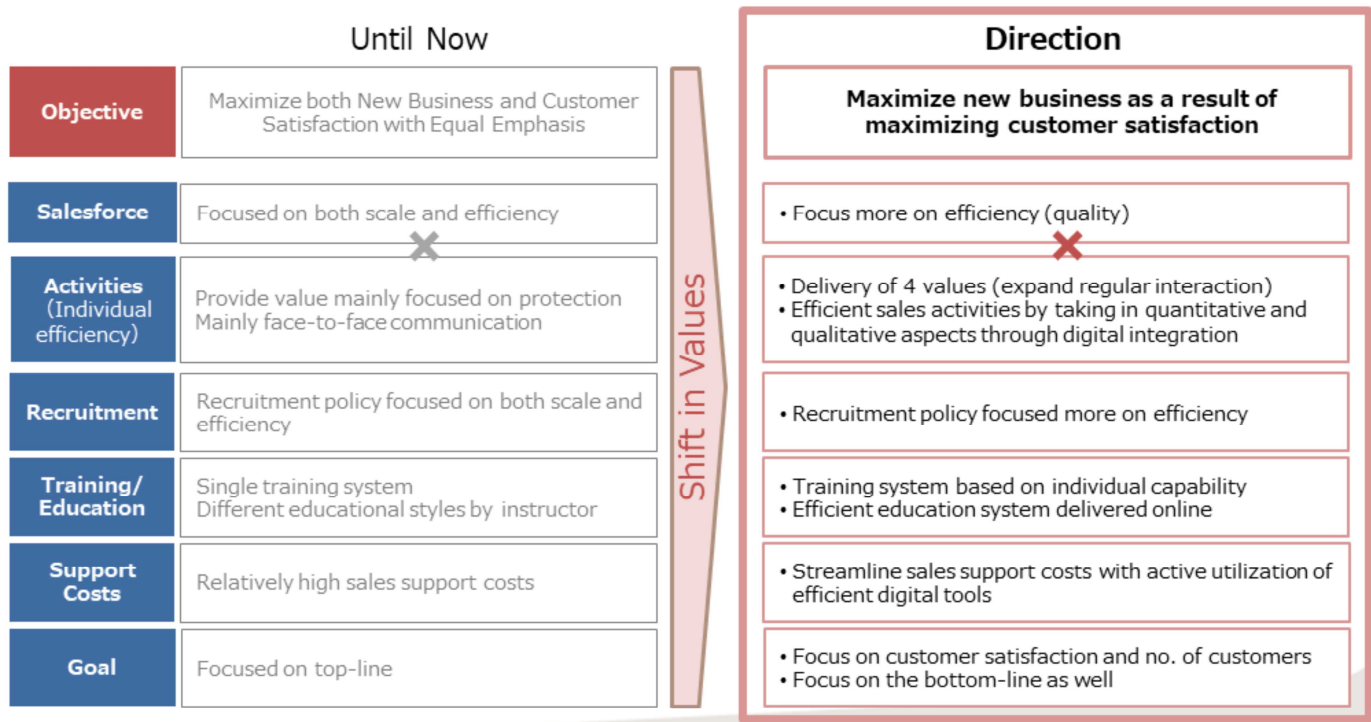 Until Now
Direction
Objective
Maximize both New Business and Customer
Satisfaction with Equal Emphasis
Maximize new business as a result of
maximizing customer satisfaction
Salesforce
Focused on both scale and efficiency
• Focus more on efficiency (quality)
Activities
(Individual
efficiency)
Provide value mainly focused on protection
Mainly face-to-face communication
• Delivery of 4 values (expand regular interaction)
• Efficient sales activities by taking in quantitative and
qualitative aspects through digital integration
Shift in Values
Recruitment
Recruitment policy focused on both scale and
efficiency
• Recruitment policy focused more on efficiency
Training/
Education
Single training system
Different educational styles by instructor
• Training system based on individual capability
• Efficient education system delivered online
Support
Costs
Relatively high sales support costs
• Streamline sales support costs with active utilization of
efficient digital tools
Goal
Focused on top-line
• Focus on customer satisfaction and no. of customers
• Focus on the bottom-line as well